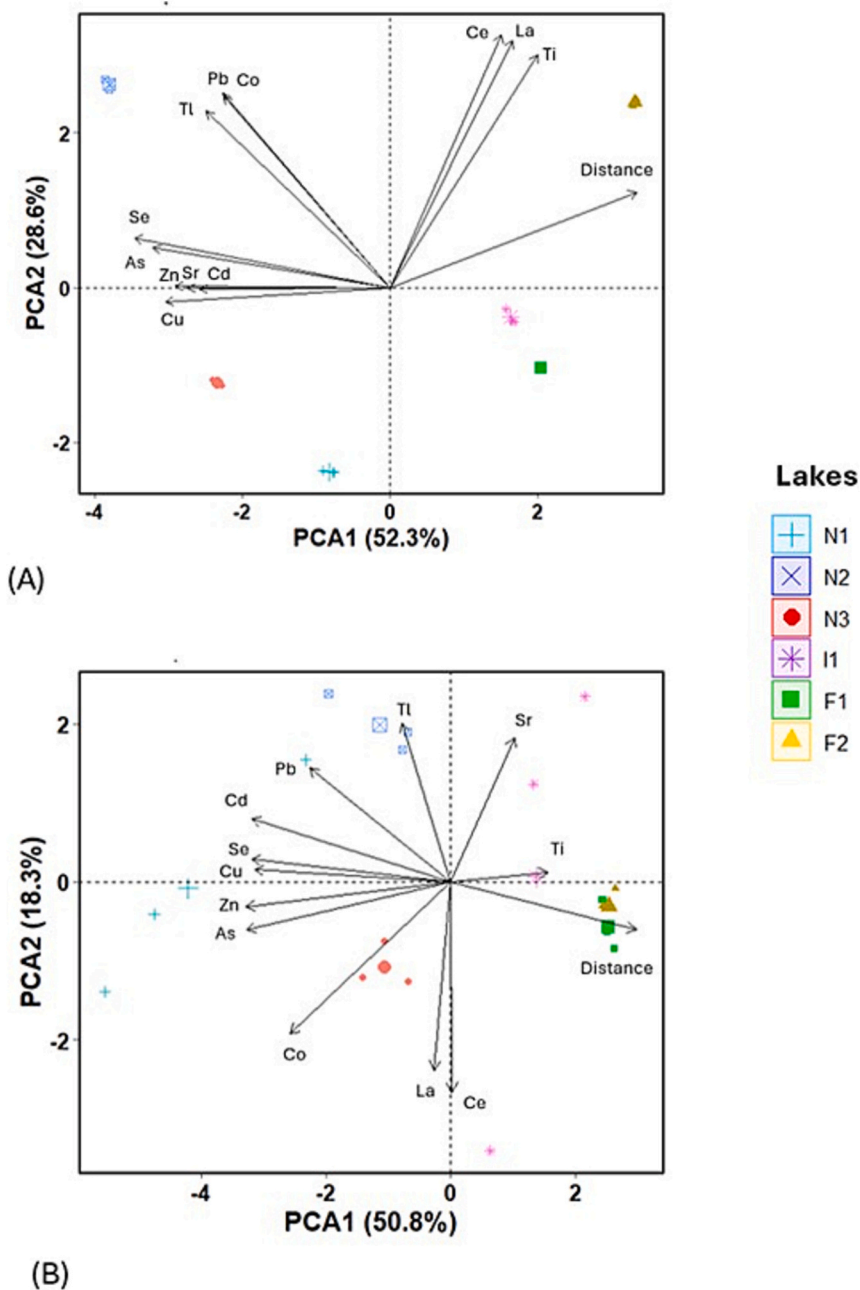 Ce La
Ti
Pb Co
Tl
2
Distance
Se
As
Zn Sr Cd
Cu
0
-2
PCA2 (28.6%)
-4 -2 0 2
PCA1 (52.3%)
(A)
Lakes
N1
N2
N3
I1
F1
F2
2
Tl
Sr
Pb
Cd
Se
Cu
Ti
0
Zn
As
Distance
Co
-2
La
Ce
PCA2 (18.3%)
-4 -2 0 2
PCA1 (50.8%)
(B)